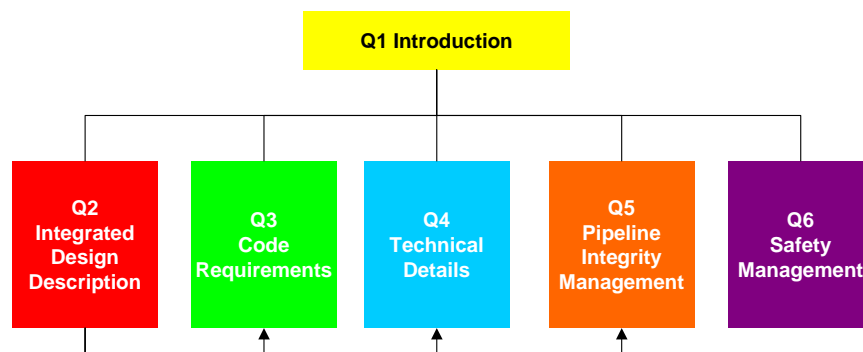 Q1 Introduction
Q2
Integrated
Design
Description
Q3
Code
Requirements
Q4
Technical
Details
Q5
Pipeline
Integrity
Management
Q6
Safety
Management